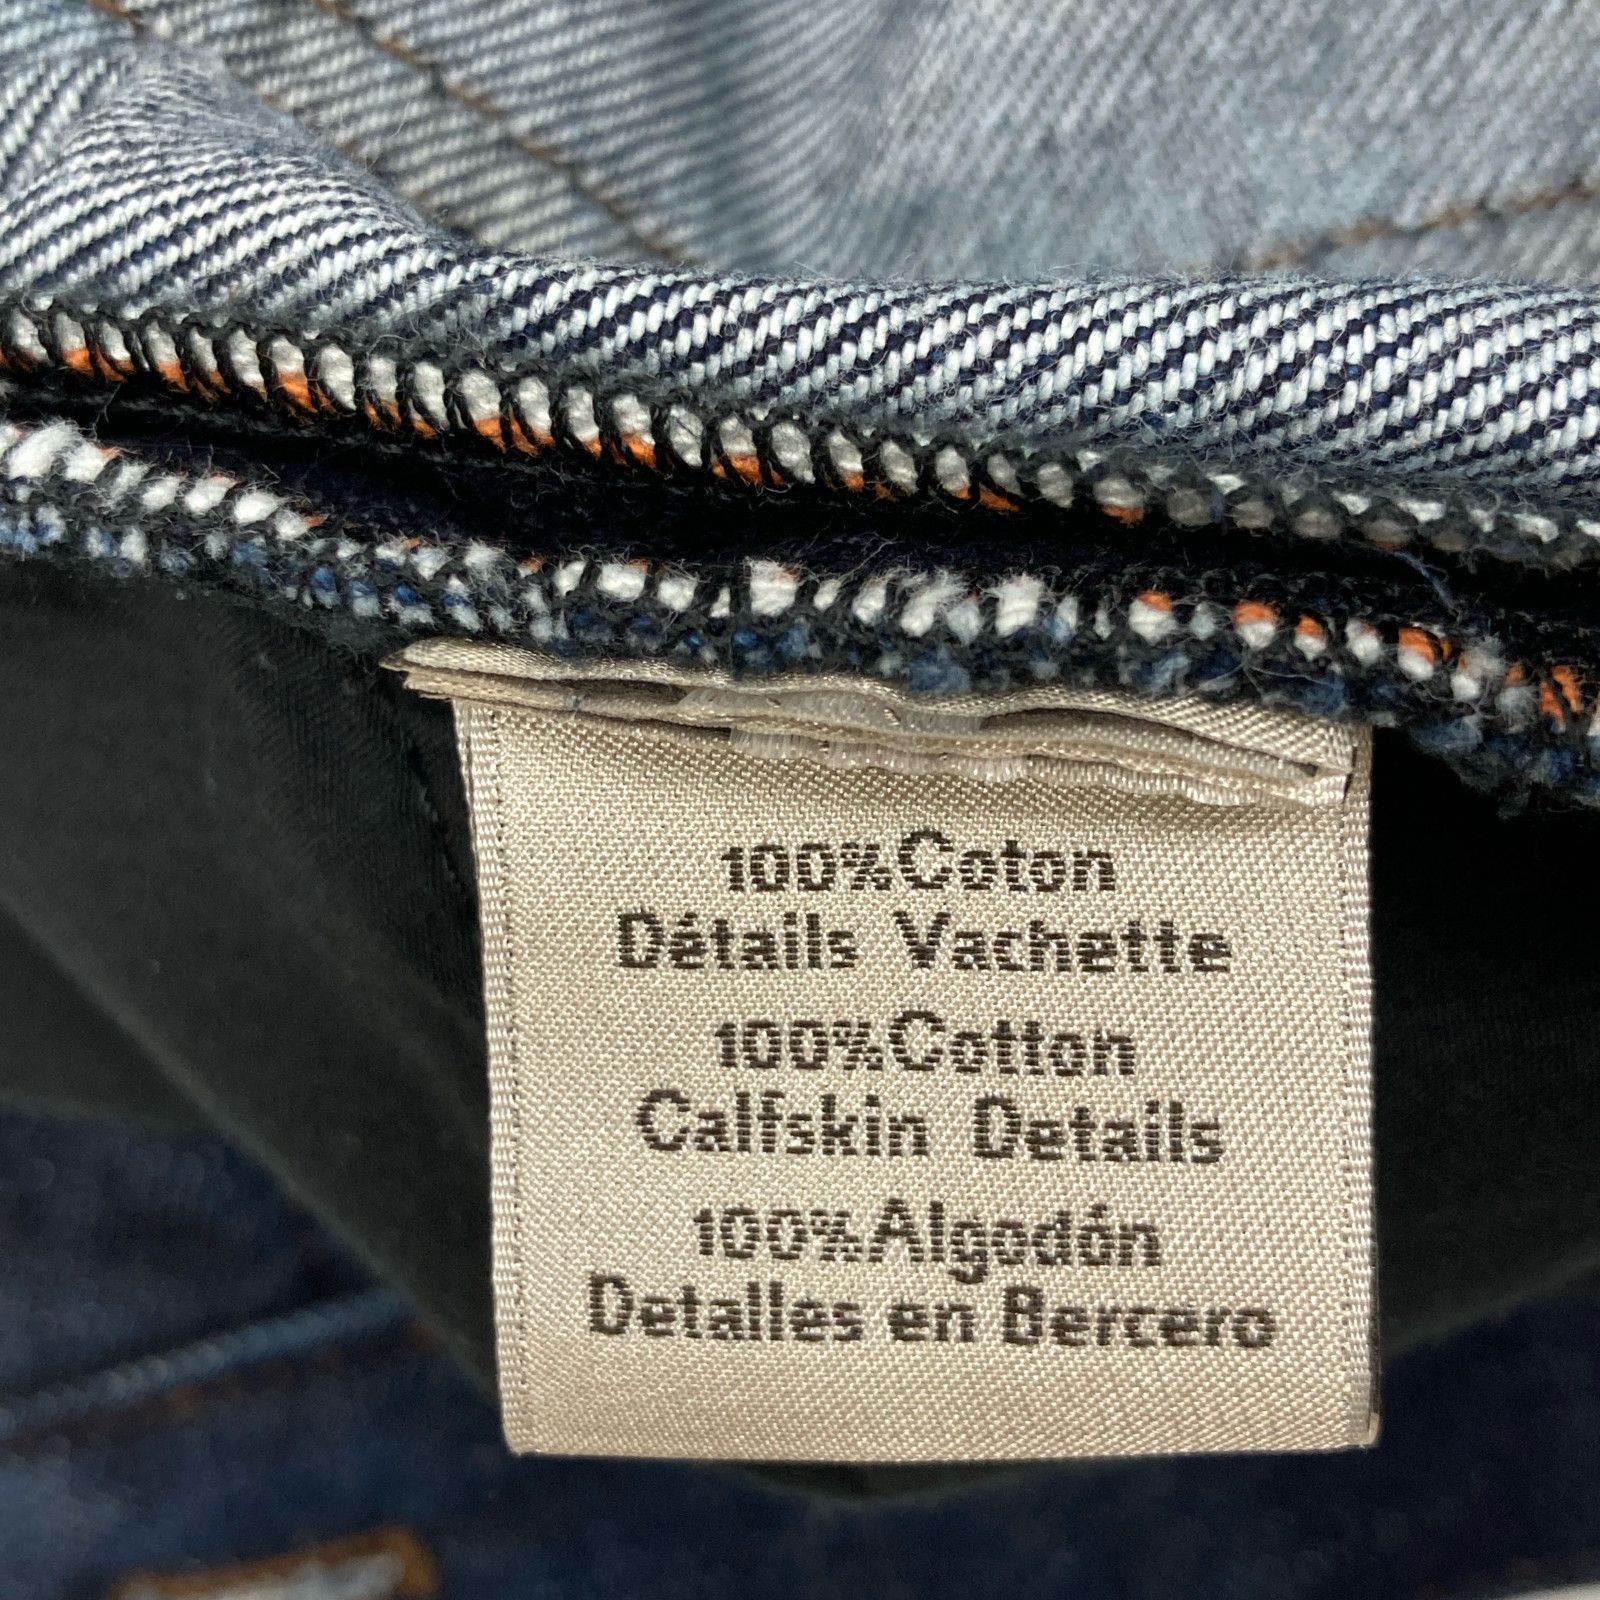 100%Coton
Détails Vachette
100%Cotton
Calfskin Details
100%Algodón
Detalles en Bercero